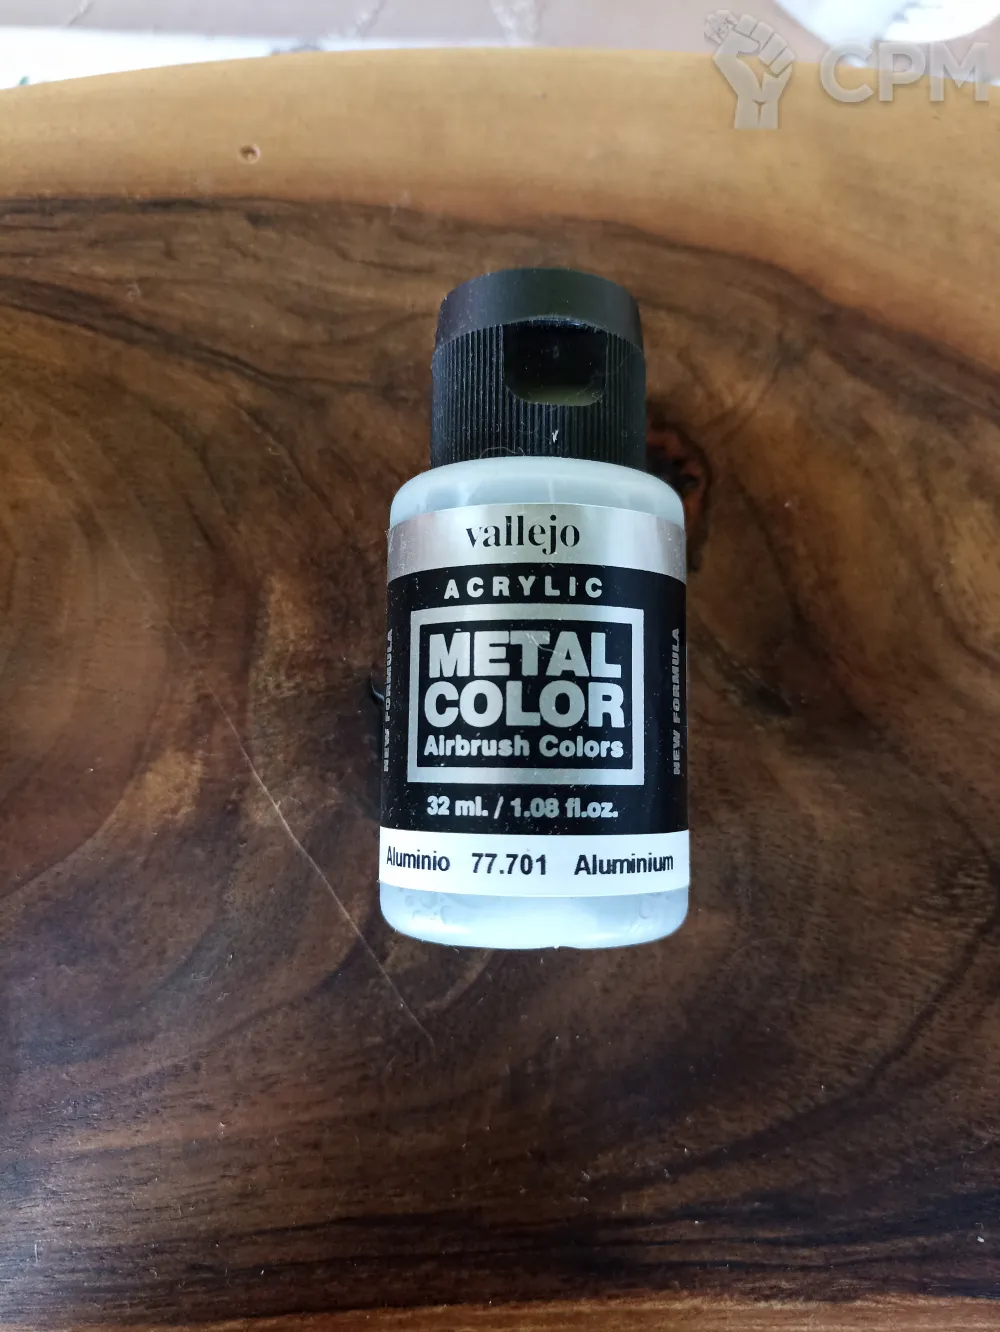 CPM
vallejo
ACRYLIC
METAL
COLOR
Airbrush Colors
NEW FORMULA
NEW FORMULA
32 ml. / 1.08 fl.oz.
Aluminio 77.701 Aluminium